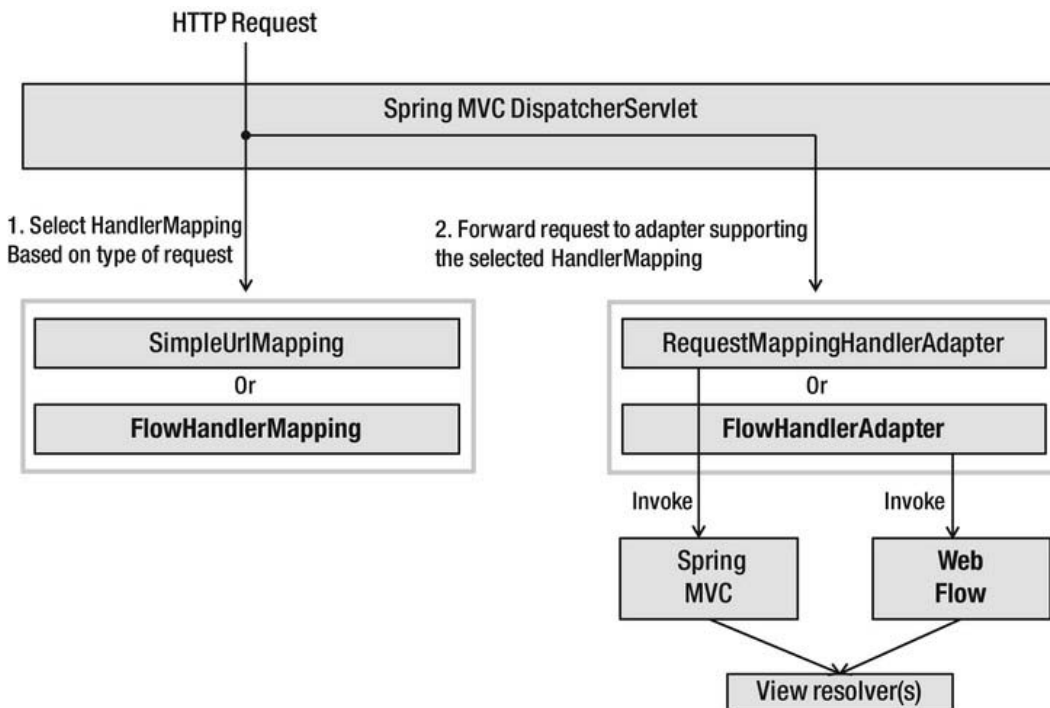 HTTP Request
Spring MVC DispatcherServlet
1. Select HandlerMapping
Based on type of request
2. Forward request to adapter supporting
the selected HandlerMapping
SimpleUrlMapping
Or
FlowHandlerMapping
RequestMappingHandlerAdapter
Or
FlowHandlerAdapter
Invoke
Invoke
Spring
MVC
Web
Flow
View resolver(s)